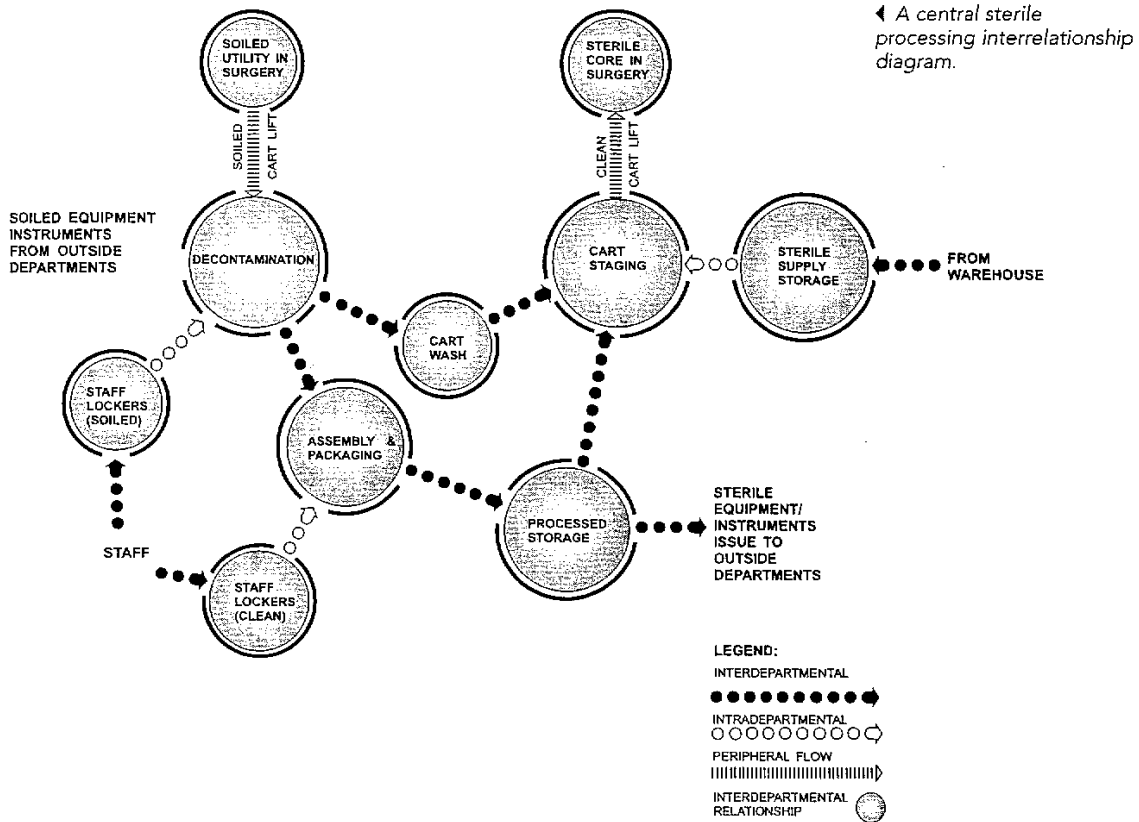 A central sterile
processing interrelationship
diagram.
SOILED
UTILITY IN
SURGERY
STERILE
CORE IN
SURGERY
SOILED
CART LIFT
CLEAN
CART LIFT
SOILED EQUIPMENT
INSTRUMENTS
FROM OUTSIDE
DEPARTMENTS
DECONTAMINATION
CART
STAGING
STERILE
SUPPLY
STORAGE
FROM
WAREHOUSE
CART
WASH
STAFF
LOCKERS
(SOILED)
ASSEMBLY &
PACKAGING
PROCESSED
STORAGE
STERILE
EQUIPMENT/
INSTRUMENTS
ISSUE TO
OUTSIDE
DEPARTMENTS
STAFF
STAFF
LOCKERS
(CLEAN)
LEGEND:
INTERDEPARTMENTAL
INTRADEPARTMENTAL
PERIPHERAL FLOW
INTERDEPARTMENTAL
RELATIONSHIP